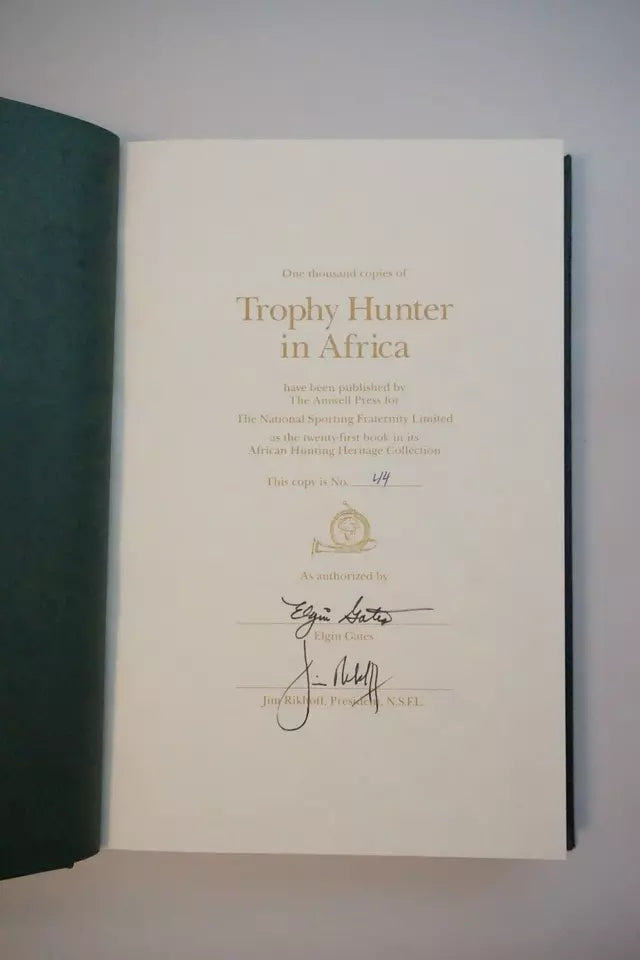 One thousand copies of
Trophy Hunter
in Africa
have been published by
The Amwell Press for
The National Sporting Fraternity Limited
as the twenty-first book in its
African Hunting Heritage Collection
This copy is No. 44
As authorized by
Elgin Gates
Elgin Gates
Jim Rikhoff
Jim Rikhoff, President, N.S.F.L.